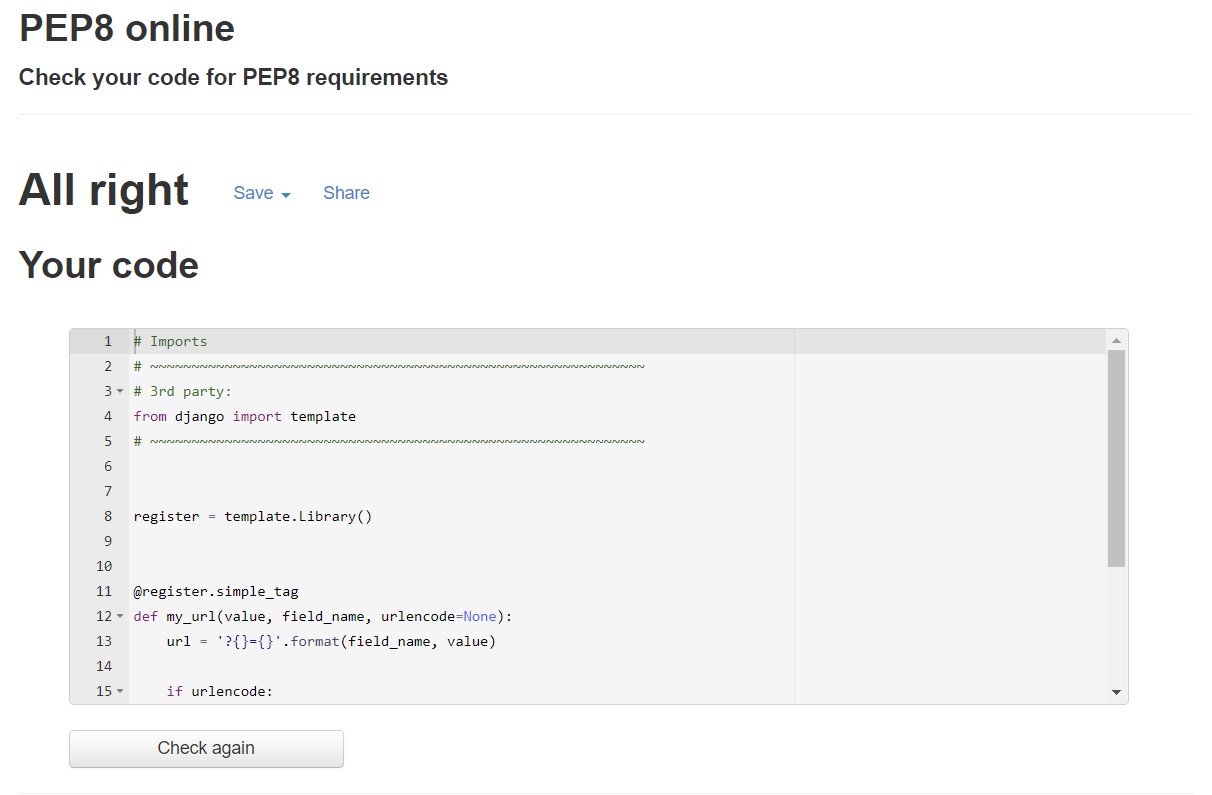 PEP8 online
Check your code for PEP8 requirements
All right Save Share
Your code
1 # Imports
2 # ~~~~~~~~~~~~~~~~~~~~~~~~~~~~~~~~~~~~~~~~~~~~~~~~~~~~~~~~~~~~
3 # 3rd party:
4 from django import template
5 # ~~~~~~~~~~~~~~~~~~~~~~~~~~~~~~~~~~~~~~~~~~~~~~~~~~~~~~~~~~~~
6
7
8 register = template.Library()
9
10
11 @register.simple_tag
12 def my_url(value, field_name, urlencode=None):
13     url = '?{}={}'.format(field_name, value)
14
15     if urlencode:
Check again